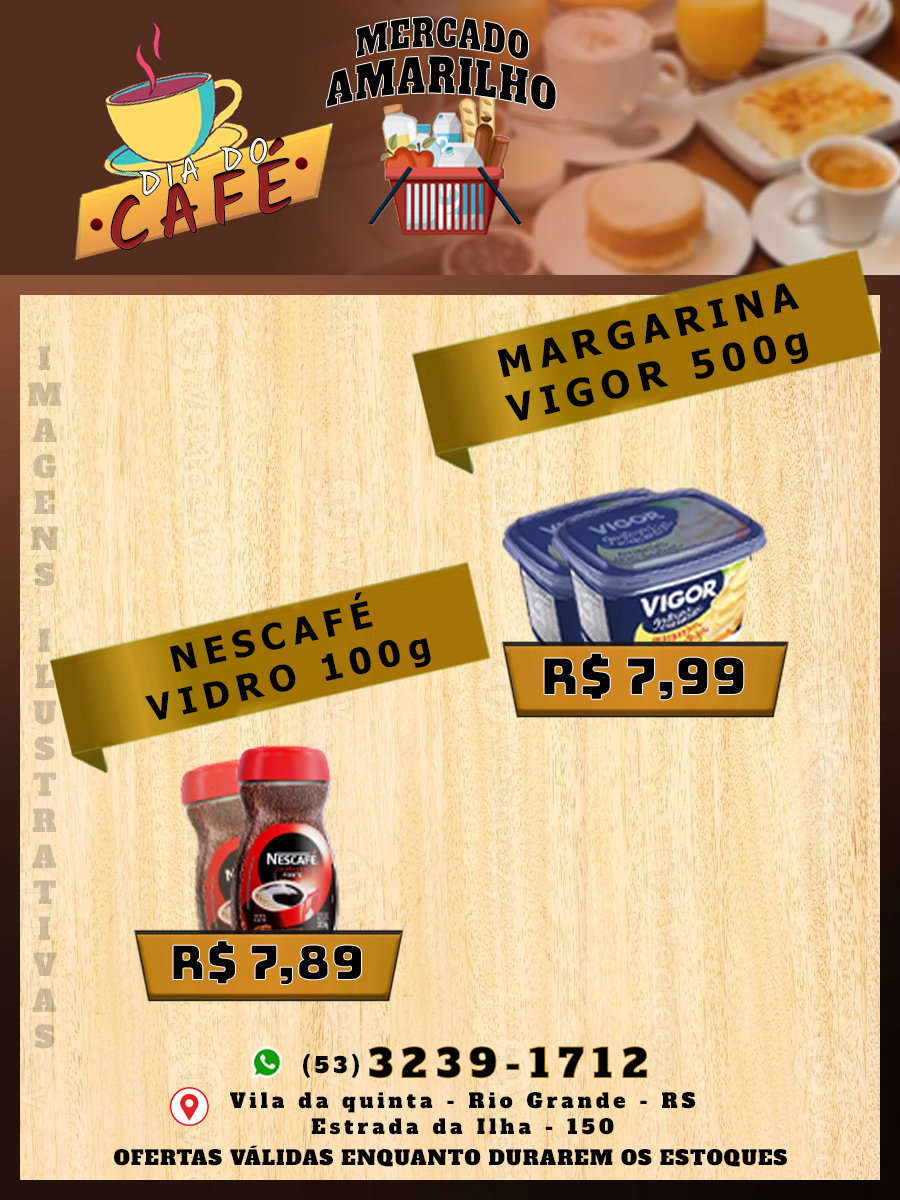 MERCADO
AMARILHO
DIA DO
CAFÉ
MARGARINA
VIGOR 500g
VIGOR
VIGOR
R$ 7,99
NESCAFÉ
VIDRO 100g
NESCAFÉ
R$ 7,89
IMAGENS ILUSTRATIVAS
(53) 3239-1712
Vila da quinta - Rio Grande - RS
Estrada da Ilha - 150
OFERTAS VÁLIDAS ENQUANTO DURAREM OS ESTOQUES